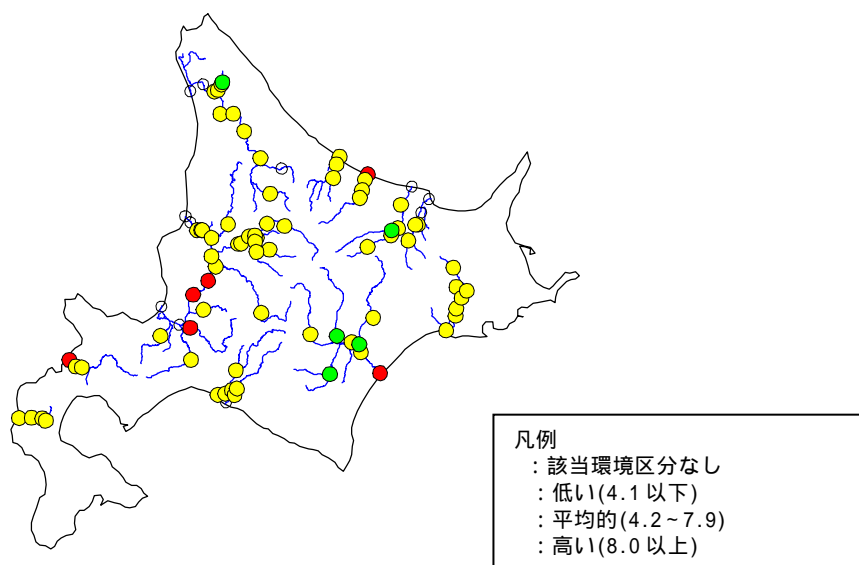 凡例
：該当環境区分なし
：低い(4.1以下)
：平均的(4.2~7.9)
：高い(8.0以上)